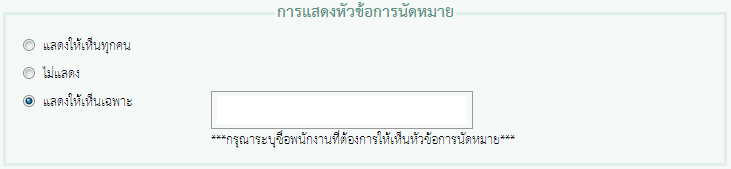 การแสดงหัวข้อการนัดหมาย
แสดงให้เห็นทุกคน
ไม่แสดง
แสดงให้เห็นเฉพาะ
***กรุณาระบุชื่อพนักงานที่ต้องการให้เห็นหัวข้อการนัดหมาย***